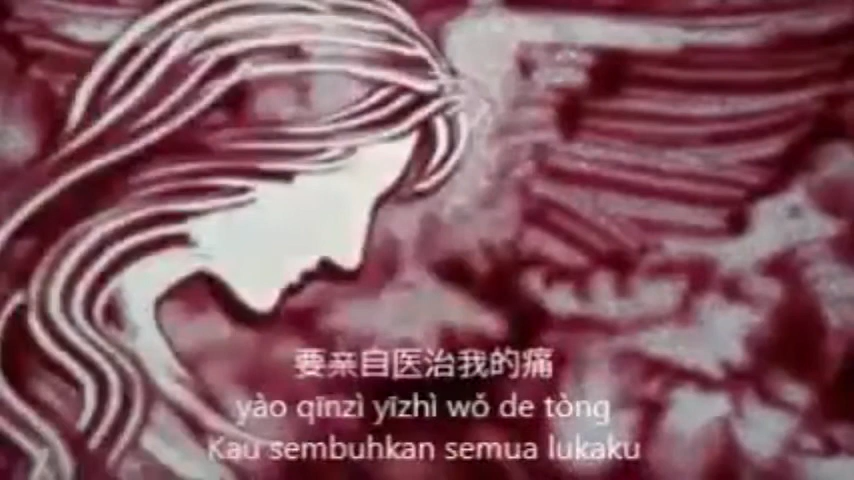 要亲自医治我的痛
yào qīnzì yīzhì wǒ de tòng
Kau sembuhkan semua lukaku